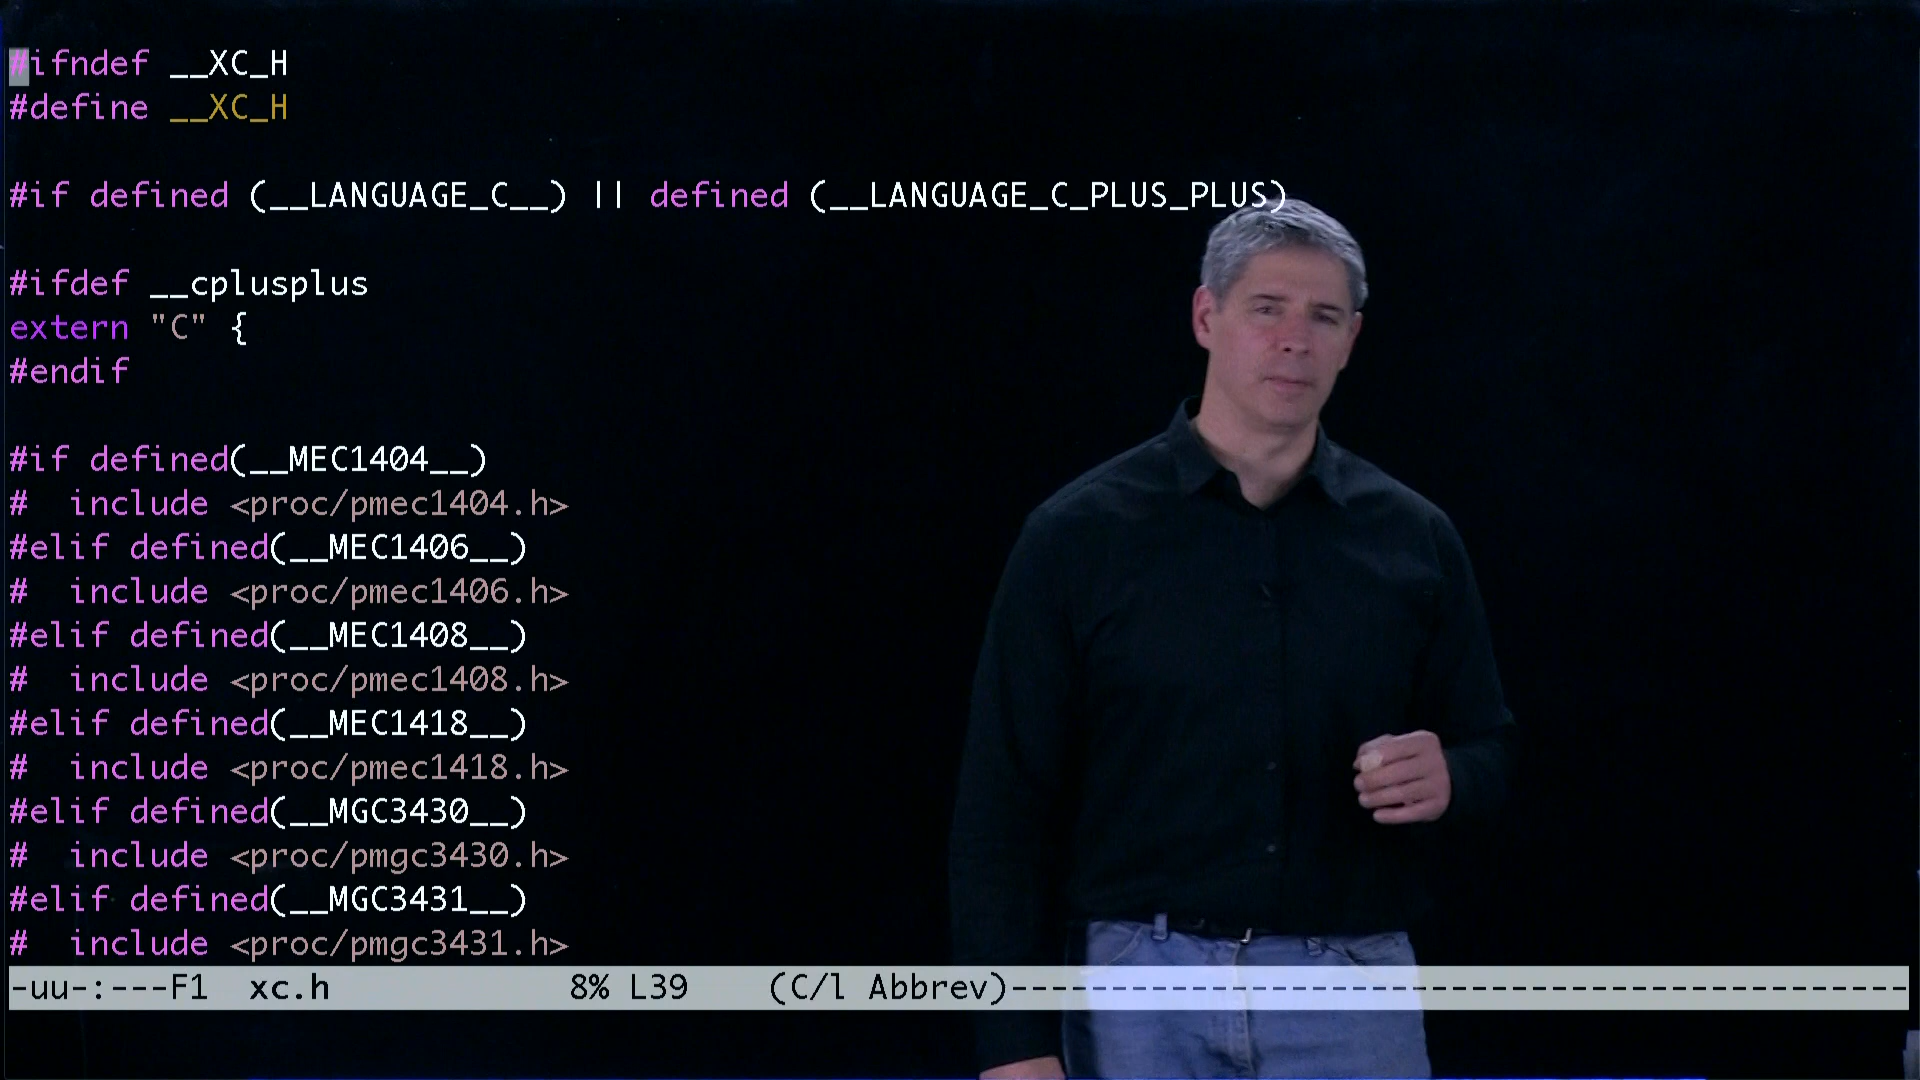 #ifndef __XC_H
#define __XC_H
#if defined (__LANGUAGE_C__) || defined (__LANGUAGE_C_PLUS_PLUS)
#ifdef __cplusplus
extern "C" {
#endif
#if defined(__MEC1404__)
#  include <proc/pmec1404.h>
#elif defined(__MEC1406__)
#  include <proc/pmec1406.h>
#elif defined(__MEC1408__)
#  include <proc/pmec1408.h>
#elif defined(__MEC1418__)
#  include <proc/pmec1418.h>
#elif defined(__MGC3430__)
#  include <proc/pmgc3430.h>
#elif defined(__MGC3431__)
#  include <proc/pmgc3431.h>
-uu-:---F1  xc.h            8% L39    (C/l Abbrev)---------------------------------------------